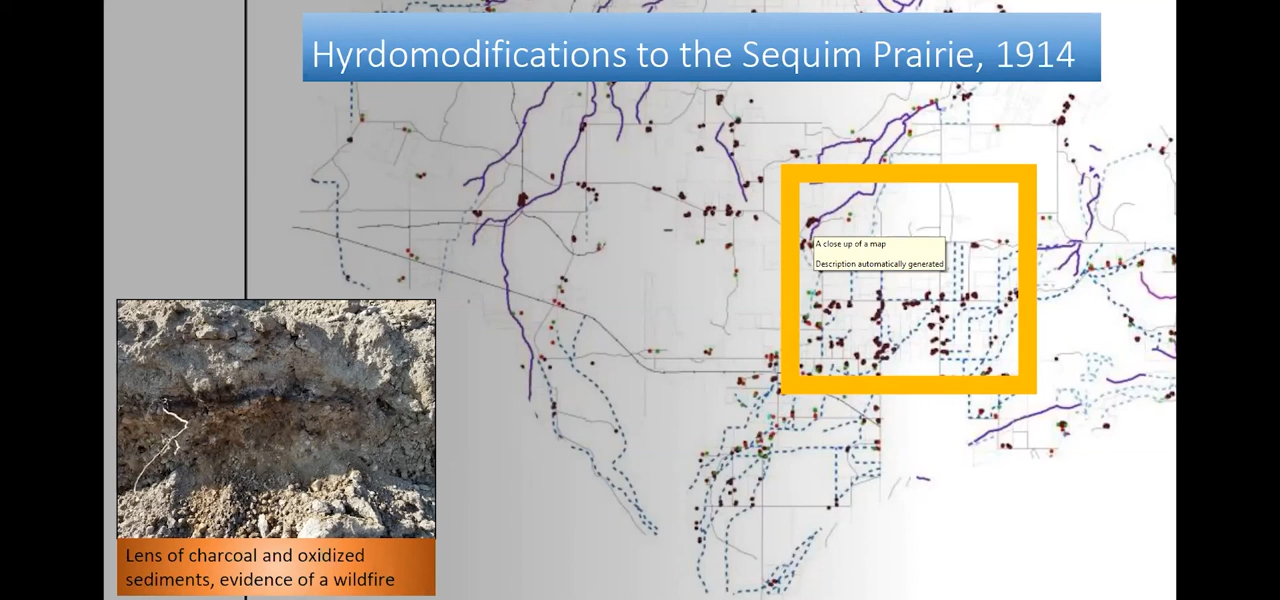 Hyrdomodifications to the Sequim Prairie, 1914
A close up of a map
Description automatically generated
Lens of charcoal and oxidized
sediments, evidence of a wildfire